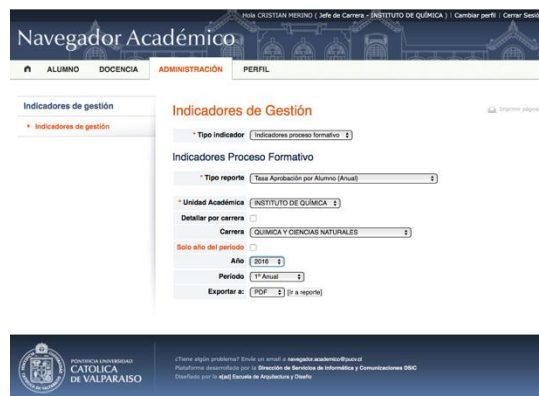 Hola CRISTIAN MERINO ( Jefe de Carrera - INSTITUTO DE QUÍMICA ) | Cambiar perfil | Cerrar Sesió
Navegador Académico
ALUMNO DOCENCIA ADMINISTRACIÓN PERFIL
Indicadores de gestión
Indicadores de gestión
Indicadores de Gestión
Imprimir página
* Tipo indicador Indicadores proceso formativo
Indicadores Proceso Formativo
* Tipo reporte Tasa Aprobación por Alumno (Anual)
* Unidad Académica INSTITUTO DE QUÍMICA
Detallar por carrera
Carrera QUIMICA Y CIENCIAS NATURALES
Solo año del período
Año 2016
Período 1º Anual
Exportar a: PDF [Ir a reporte]
PONTIFICIA UNIVERSIDAD
CATOLICA
DE VALPARAISO
¿Tiene algún problema? Envíe un email a navegador.academico@pucv.cl
Plataforma desarrollada por la Dirección de Servicios de Informática y Comunicaciones DSIC
Diseñado por la e[ad] Escuela de Arquitectura y Diseño